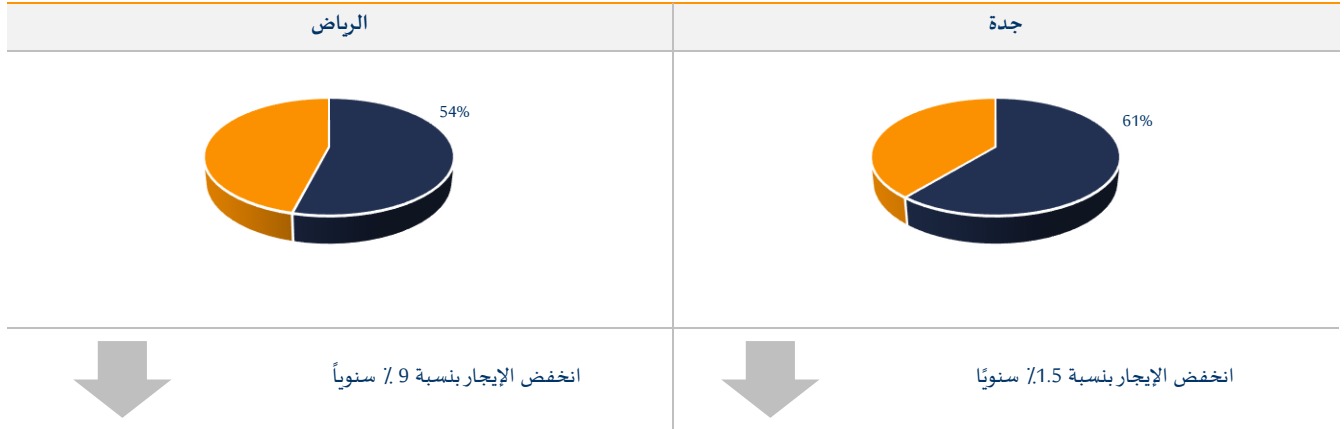 جدة
الرياض
61%
54%
انخفض الإيجار بنسبة 1.5٪ سنويًا
انخفض الإيجار بنسبة 9 ٪ سنوياً